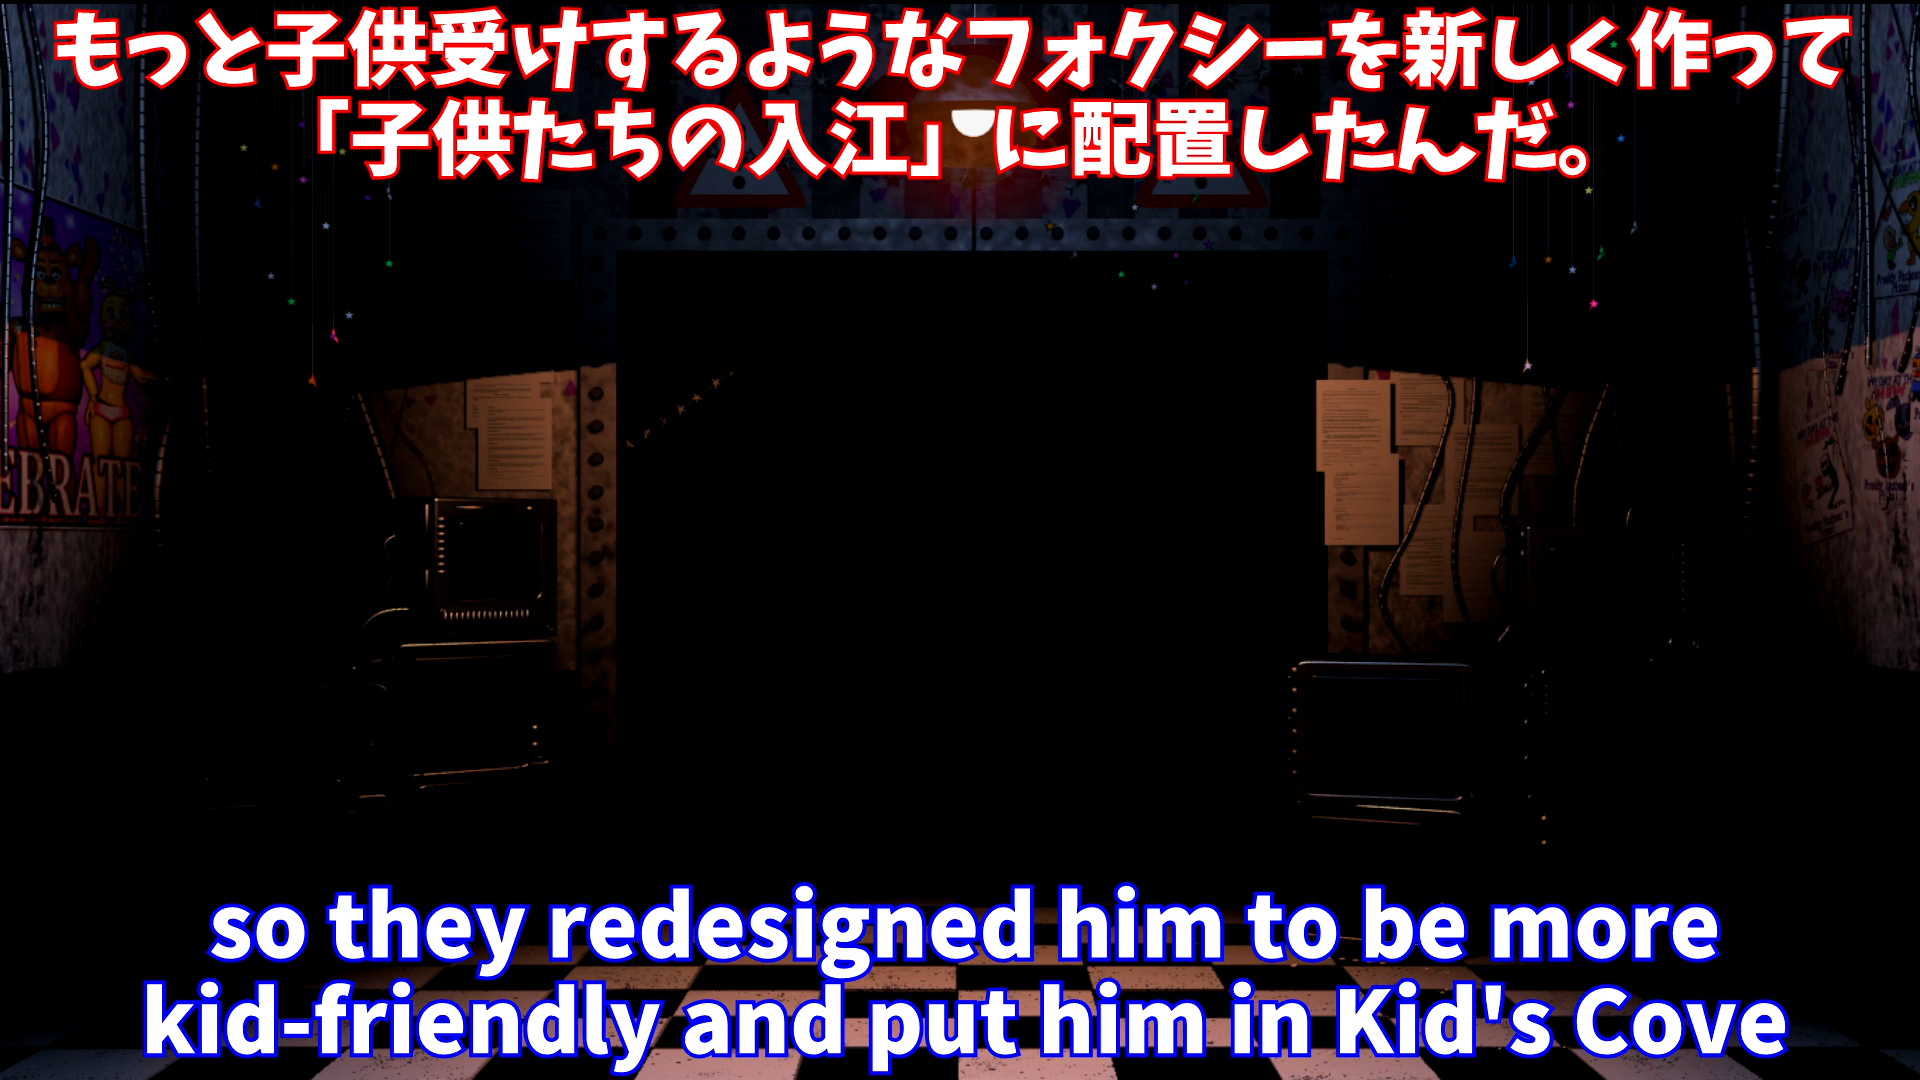 もっと子供受けするようなフォクシーを新しく作って
「子供たちの入江」に配置したんだ。
EBRATE
so they redesigned him to be more
kid-friendly and put him in Kid's Cove